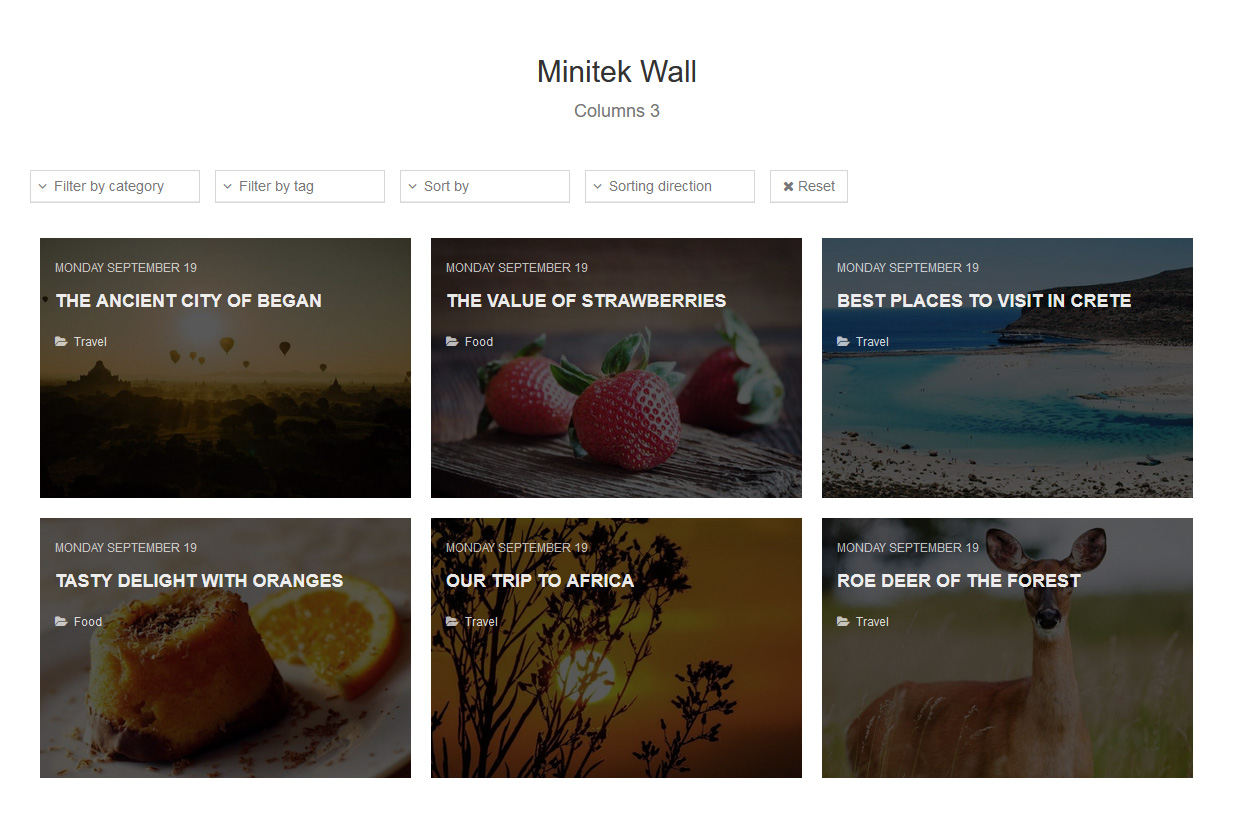 Minitek Wall
Columns 3
Filter by category
Filter by tag
Sort by
Sorting direction
Reset
MONDAY SEPTEMBER 19
THE ANCIENT CITY OF BEGAN
Travel
MONDAY SEPTEMBER 19
THE VALUE OF STRAWBERRIES
Food
MONDAY SEPTEMBER 19
BEST PLACES TO VISIT IN CRETE
Travel
MONDAY SEPTEMBER 19
TASTY DELIGHT WITH ORANGES
Food
MONDAY SEPTEMBER 19
OUR TRIP TO AFRICA
Travel
MONDAY SEPTEMBER 19
ROE DEER OF THE FOREST
Travel